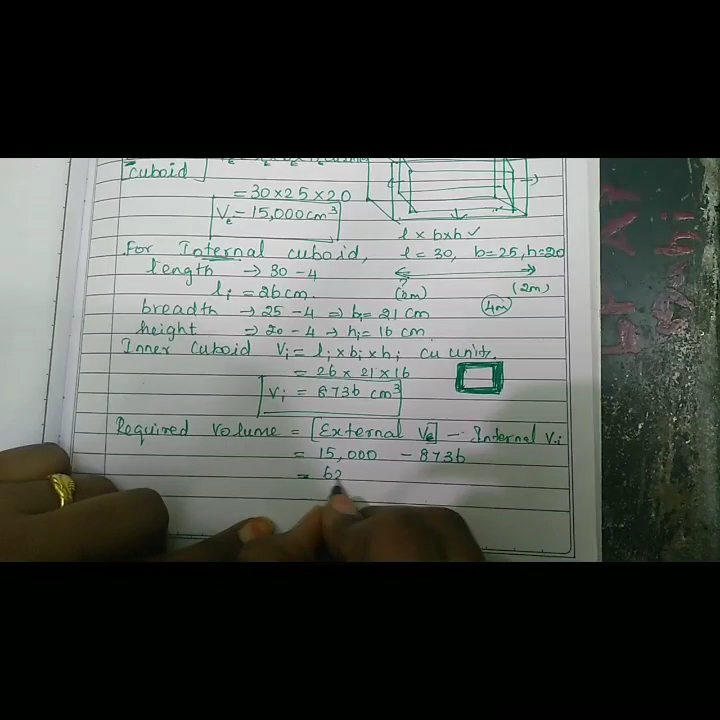 cuboid
= 30 × 25 × 20
Ve = 15,000 cm³
l × b × h ✓
For Internal cuboid, l = 30, b = 25, h = 20
length → 30 - 4
li = 26 cm. (2m) (2m)
4m
breadth → 25 - 4 ⇒ bi = 21 cm
height → 20 - 4 → hi = 16 cm
Inner cuboid Vi = li × bi × hi cu units.
= 26 × 21 × 16
Vi = 8736 cm³
Required Volume = [External Ve] - Internal Vi
= 15,000 - 8736
= 62